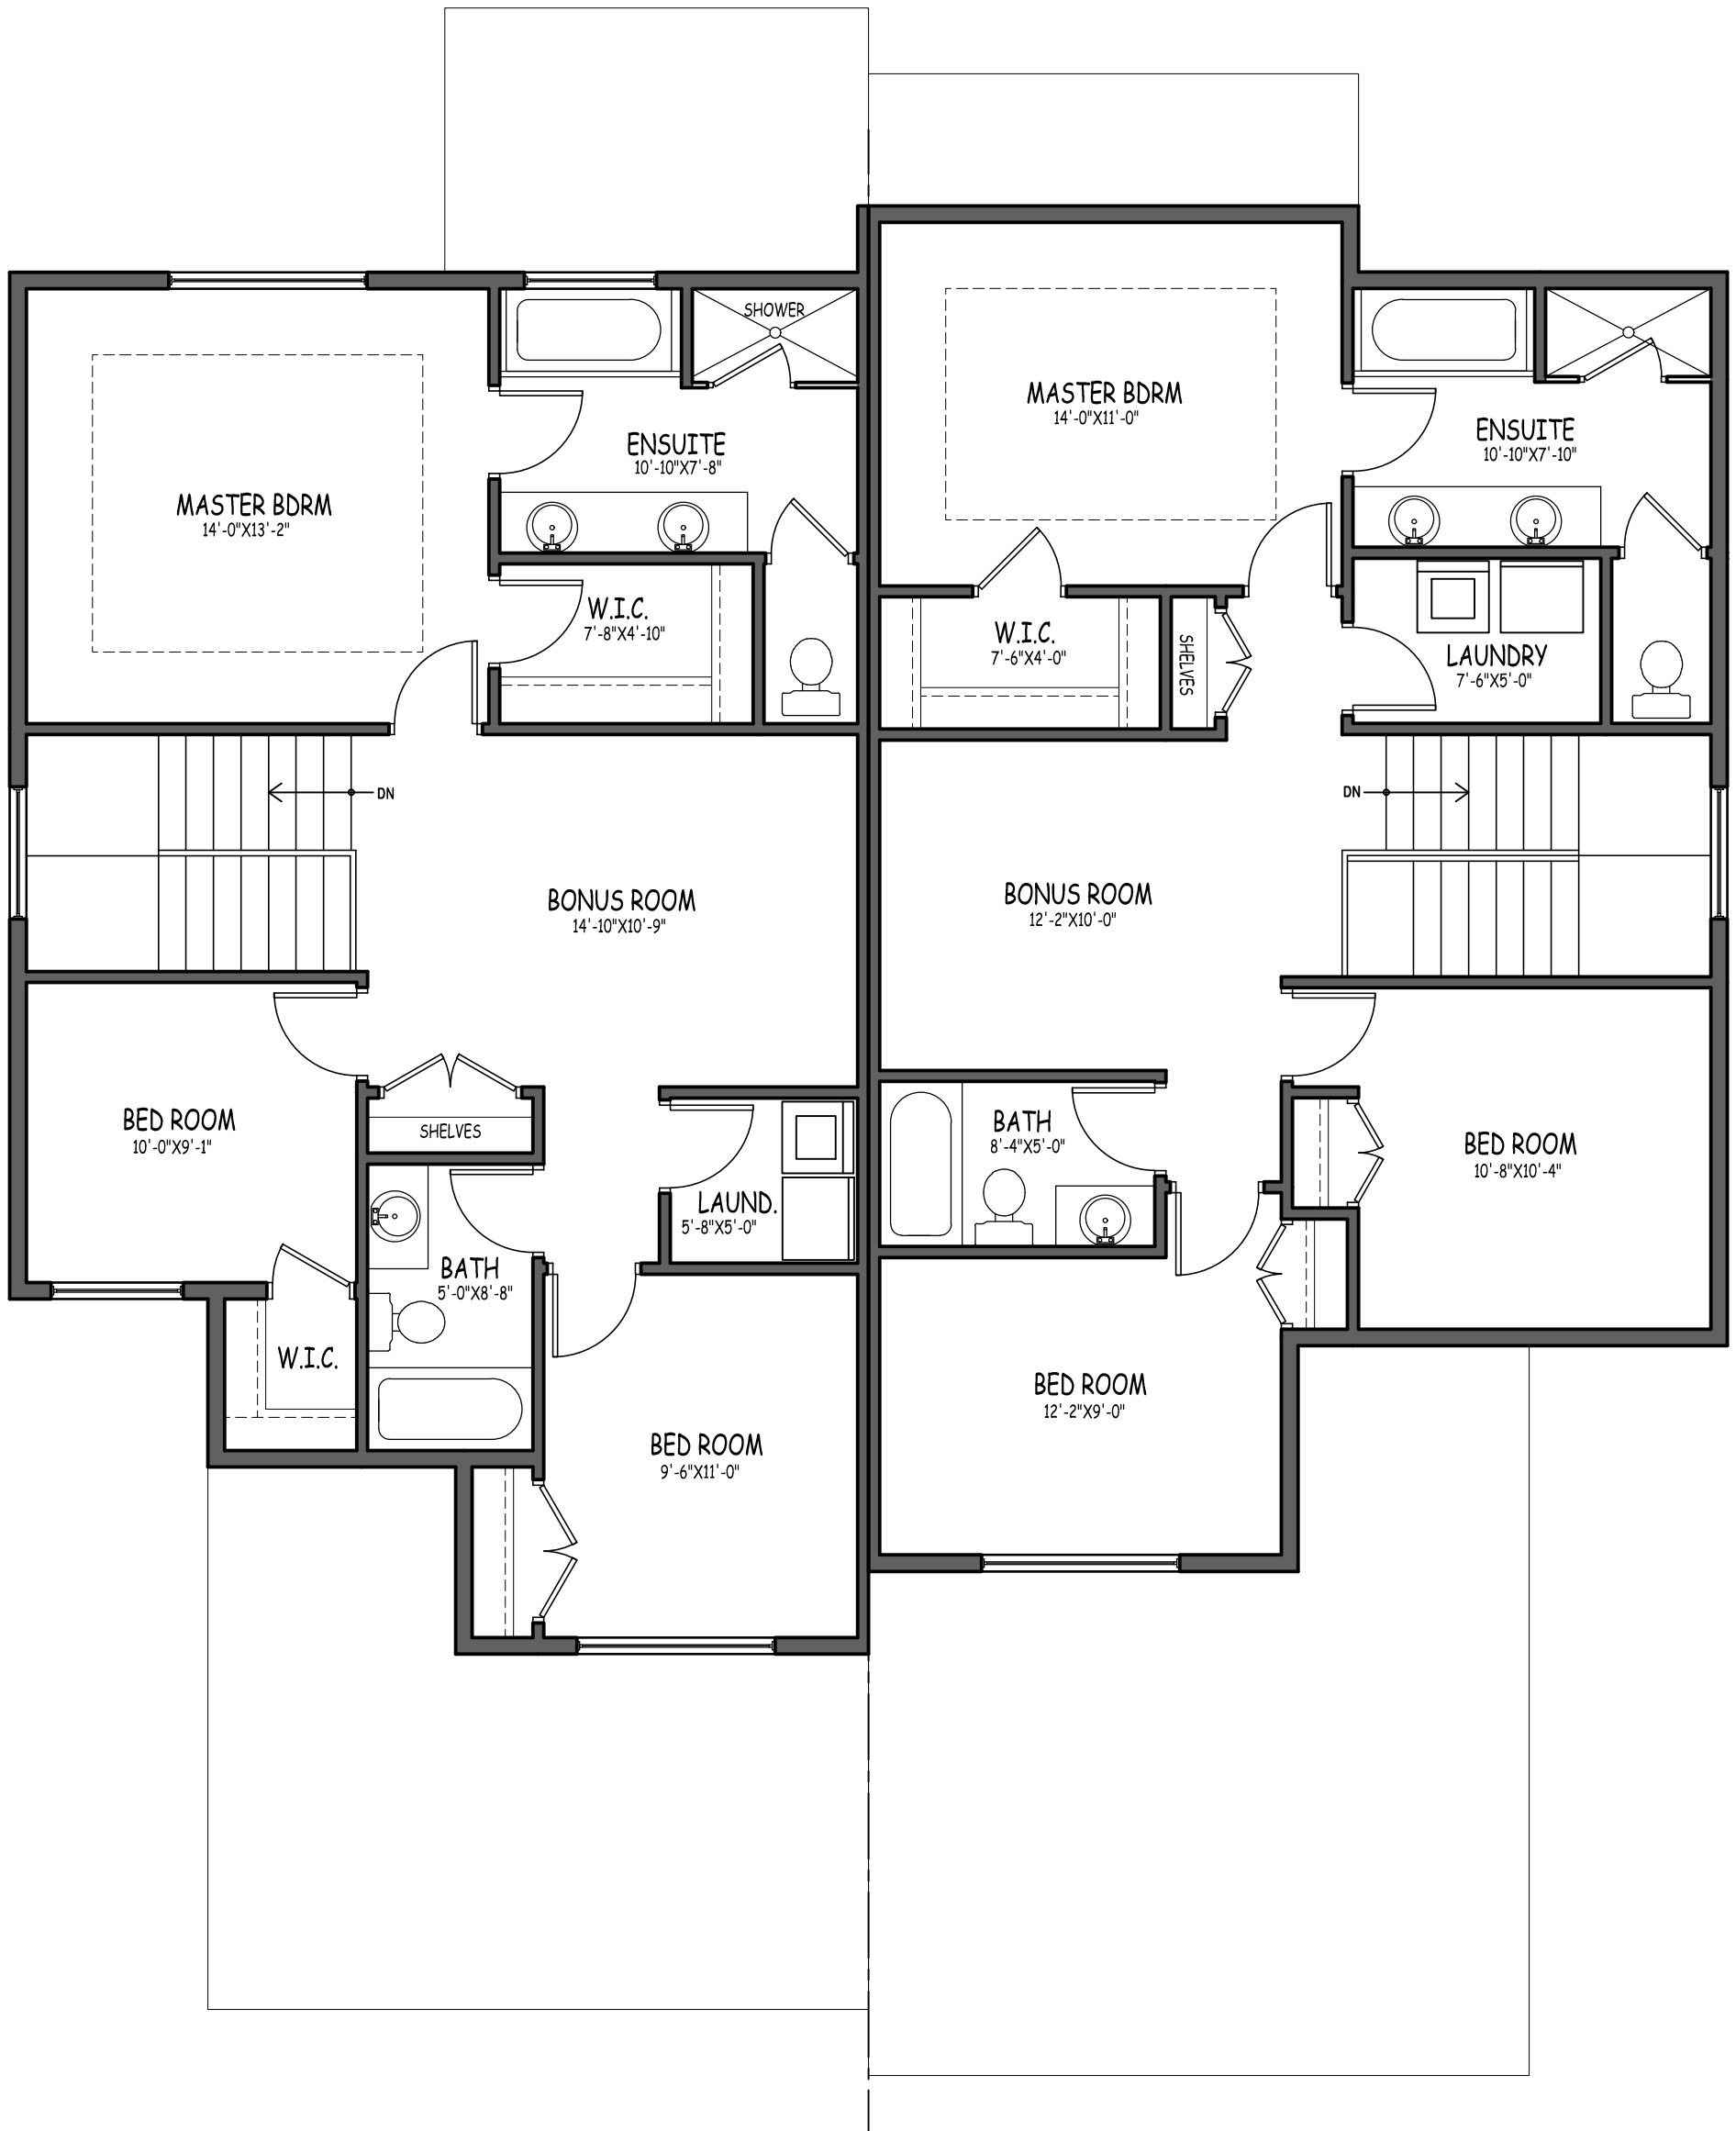 SHOWER
MASTER BDRM
14'-0"X11'-0"
ENSUITE
10'-10"X7'-8"
ENSUITE
10'-10"X7'-10"
MASTER BDRM
14'-0"X13'-2"
W.I.C.
7'-8"X4'-10"
W.I.C.
7'-6"X4'-0"
SHELVES
LAUNDRY
7'-6"X5'-0"
DN
DN
BONUS ROOM
14'-10"X10'-9"
BONUS ROOM
12'-2"X10'-0"
BED ROOM
10'-0"X9'-1"
SHELVES
BATH
8'-4"X5'-0"
BED ROOM
10'-8"X10'-4"
LAUND.
5'-8"X5'-0"
BATH
5'-0"X8'-8"
W.I.C.
BED ROOM
12'-2"X9'-0"
BED ROOM
9'-6"X11'-0"